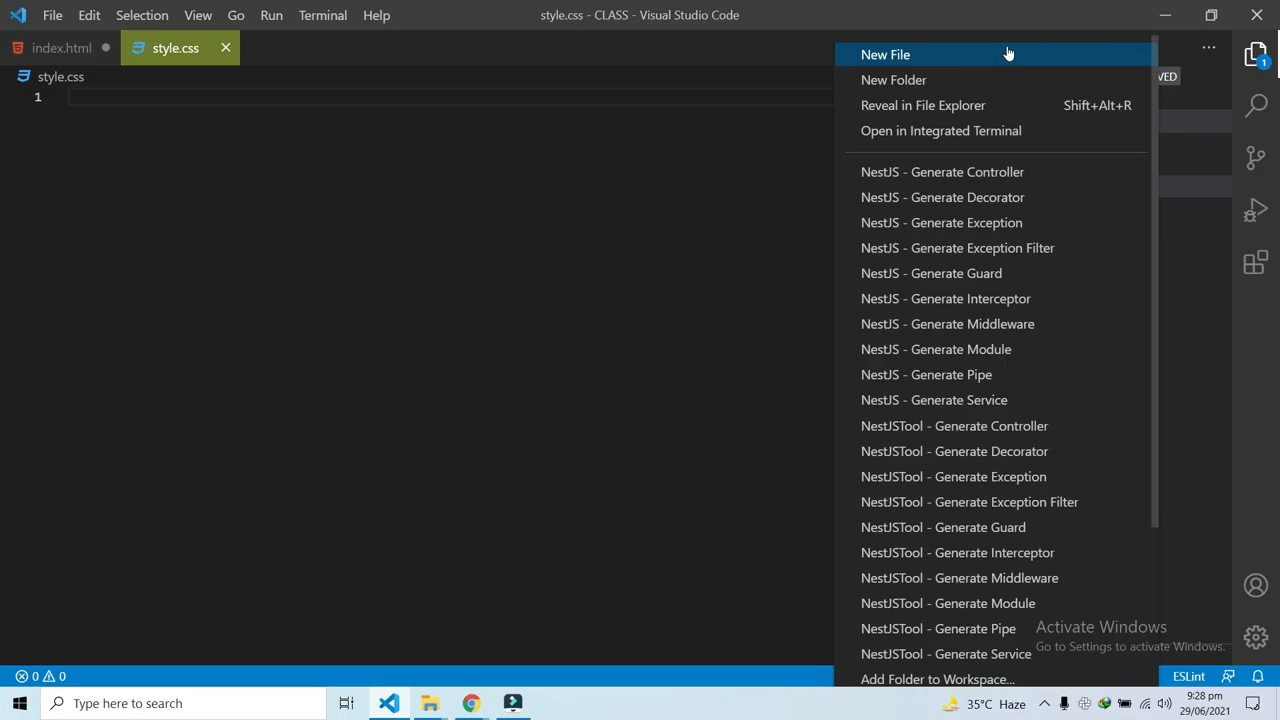 File Edit Selection View Go Run Terminal Help style.css - CLASS - Visual Studio Code
index.html style.css
style.css
1
1
VED
New File
New Folder
Reveal in File Explorer Shift+Alt+R
Open in Integrated Terminal
NestJS - Generate Controller
NestJS - Generate Decorator
NestJS - Generate Exception
NestJS - Generate Exception Filter
NestJS - Generate Guard
NestJS - Generate Interceptor
NestJS - Generate Middleware
NestJS - Generate Module
NestJS - Generate Pipe
NestJS - Generate Service
NestJSTool - Generate Controller
NestJSTool - Generate Decorator
NestJSTool - Generate Exception
NestJSTool - Generate Exception Filter
NestJSTool - Generate Guard
NestJSTool - Generate Interceptor
NestJSTool - Generate Middleware
NestJSTool - Generate Module
NestJSTool - Generate Pipe
NestJSTool - Generate Service
Add Folder to Workspace...
Activate Windows
Go to Settings to activate Windows.
0 0 ESLint
Type here to search 35°C Haze 9:28 pm
29/06/2021